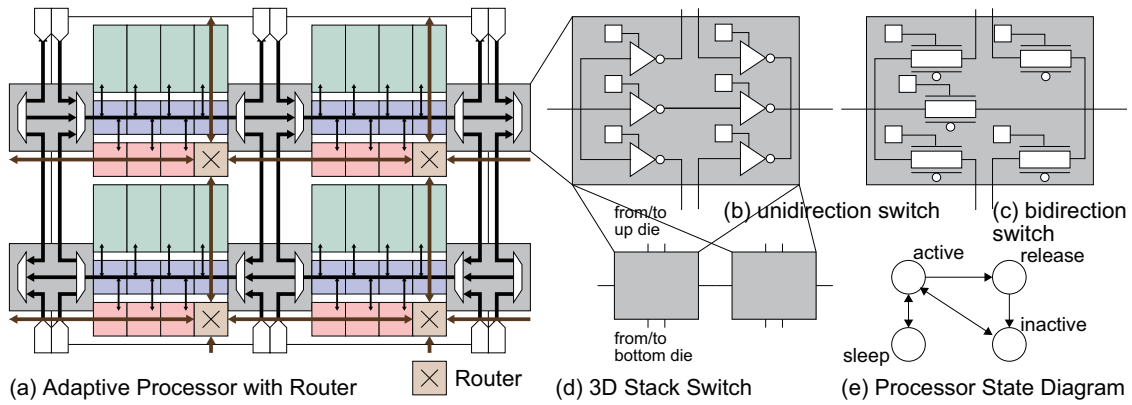 from/to
up die
(b) unidirection switch
(c) bidirection
switch
active
release
from/to
bottom die
sleep
inactive
(a) Adaptive Processor with Router
Router
(d) 3D Stack Switch
(e) Processor State Diagram